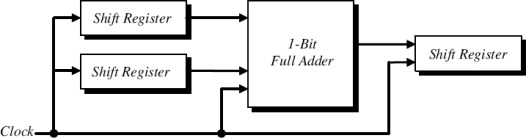 Shift Register
1-Bit
Full Adder
Shift Register
Shift Register
Clock